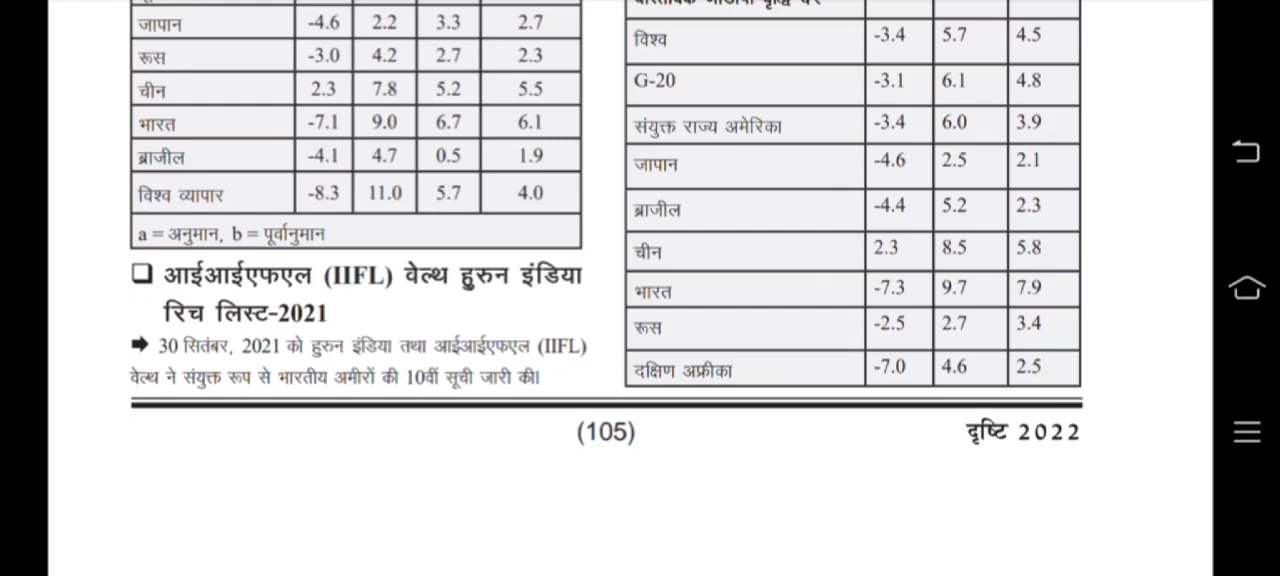 जापान -4.6 2.2 3.3 2.7
रूस -3.0 4.2 2.7 2.3
चीन 2.3 7.8 5.2 5.5
भारत -7.1 9.0 6.7 6.1
ब्राजील -4.1 4.7 0.5 1.9
विश्व व्यापार -8.3 11.0 5.7 4.0
a = अनुमान, b = पूर्वानुमान
❑ आईआईएफएल (IIFL) वेल्थ हुरुन इंडिया
रिच लिस्ट-2021
➡ 30 सितंबर, 2021 को हुरुन इंडिया तथा आईआईएफएल (IIFL)
वेल्थ ने संयुक्त रूप से भारतीय अमीरों की 10वीं सूची जारी की।
विश्व -3.4 5.7 4.5
G-20 -3.1 6.1 4.8
संयुक्त राज्य अमेरिका -3.4 6.0 3.9
जापान -4.6 2.5 2.1
ब्राजील -4.4 5.2 2.3
चीन 2.3 8.5 5.8
भारत -7.3 9.7 7.9
रूस -2.5 2.7 3.4
दक्षिण अफ्रीका -7.0 4.6 2.5
(105)
दृष्टि 2022